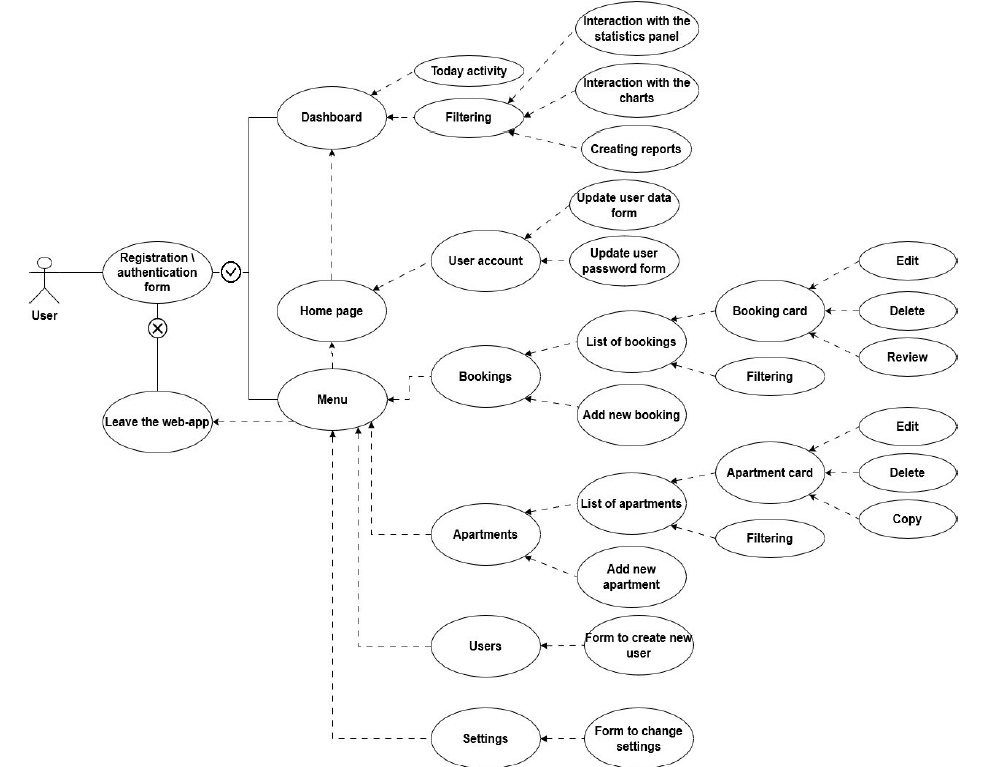 Interaction with the
statistics panel
Today activity
Interaction with the
charts
Dashboard
Filtering
Creating reports
Update user data
form
User account
Update user
password form
Registration \
authentication
form
User
Home page
Edit
Booking card
Delete
List of bookings
Review
Bookings
Filtering
Menu
Add new booking
Leave the web-app
Edit
Apartment card
Delete
List of apartments
Copy
Apartments
Filtering
Add new
apartment
Users
Form to create new
user
Settings
Form to change
settings